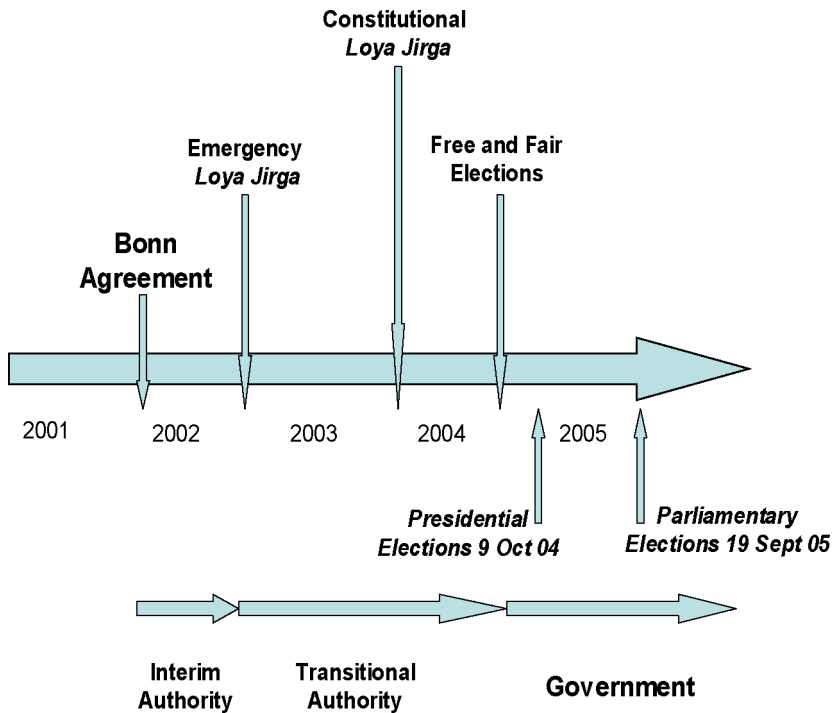 Constitutional
Loya Jirga
Emergency
Loya Jirga
Free and Fair
Elections
Bonn
Agreement
2001
2002
2003
2004
2005
Presidential
Elections 9 Oct 04
Parliamentary
Elections 19 Sept 05
Interim
Authority
Transitional
Authority
Government